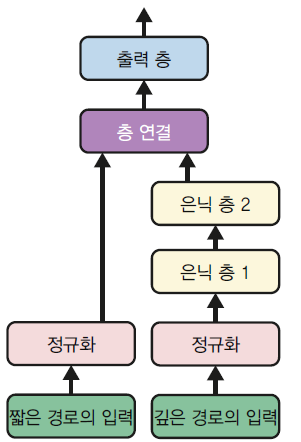 출력 층
층 연결
은닉 층 2
은닉 층 1
정규화
정규화
짧은 경로의 입력
깊은 경로의 입력